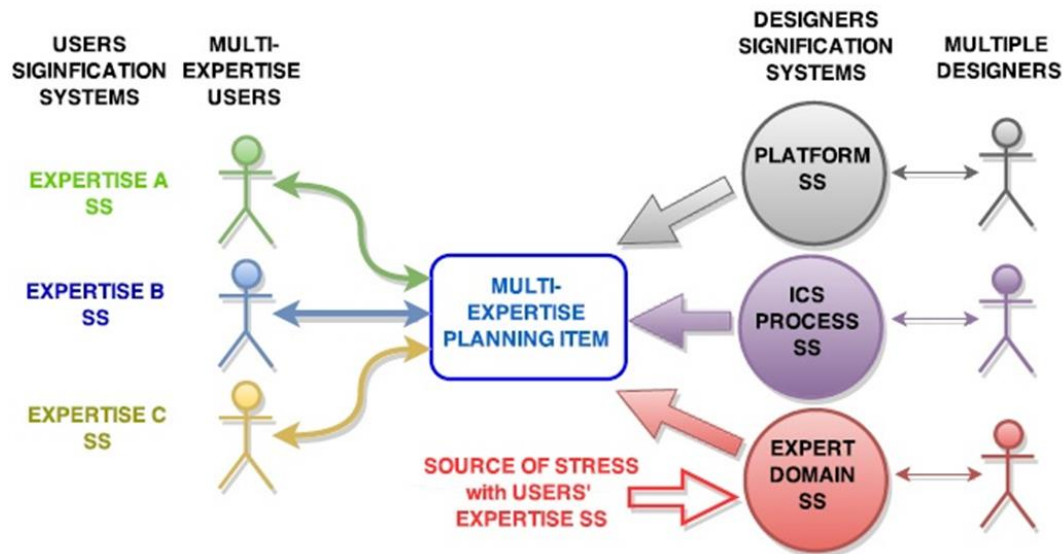 USERS
SIGINFICATION
SYSTEMS
MULTI-
EXPERTISE
USERS
DESIGNERS
SIGNIFICATION
SYSTEMS
MULTIPLE
DESIGNERS
EXPERTISE A
SS
EXPERTISE B
SS
EXPERTISE C
SS
MULTI-
EXPERTISE
PLANNING ITEM
PLATFORM
SS
ICS
PROCESS
SS
EXPERT
DOMAIN
SS
SOURCE OF STRESS
with USERS'
EXPERTISE SS